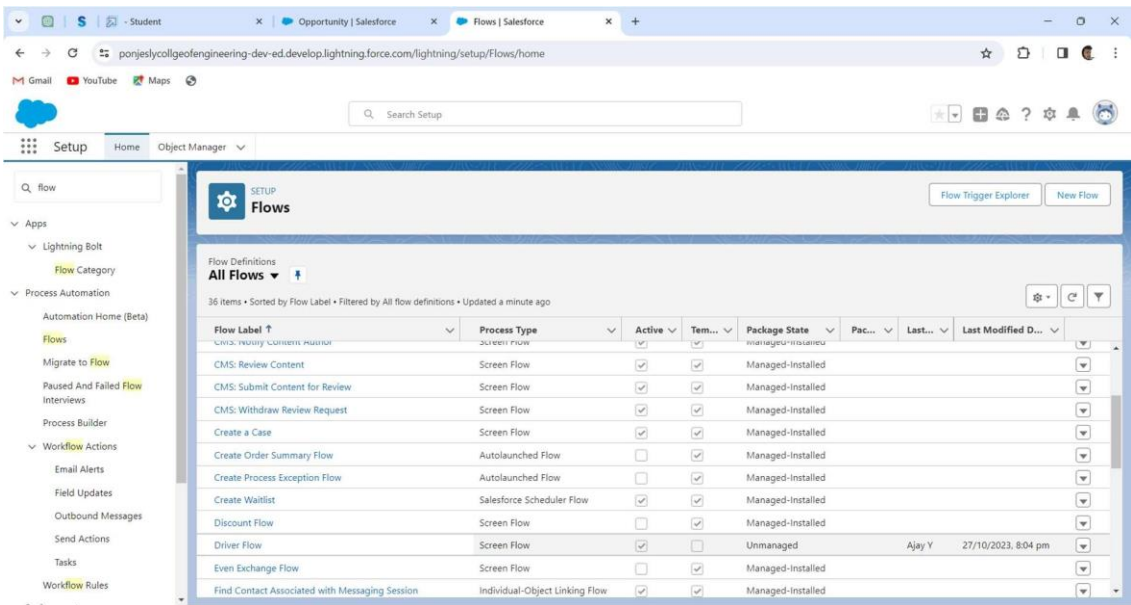 S
- Student
Opportunity | Salesforce
Flows | Salesforce
ponjeslycollgeofengineering-dev-ed.develop.lightning.force.com/lightning/setup/Flows/home
Gmail YouTube Maps
Search Setup
Setup Home Object Manager
flow
SETUP
Flows
Flow Trigger Explorer New Flow
Apps
Lightning Bolt
Flow Category
Process Automation
Automation Home (Beta)
Flows
Migrate to Flow
Paused And Failed Flow
Interviews
Process Builder
Workflow Actions
Email Alerts
Field Updates
Outbound Messages
Send Actions
Tasks
Workflow Rules
Flow Definitions
All Flows
36 items • Sorted by Flow Label • Filtered by All flow definitions • Updated a minute ago
Flow Label Process Type Active Tem... Package State Pac... Last... Last Modified D...
CMS: Notify Content Author Screen Flow Managed-Installed
CMS: Review Content Screen Flow Managed-Installed
CMS: Submit Content for Review Screen Flow Managed-Installed
CMS: Withdraw Review Request Screen Flow Managed-Installed
Create a Case Screen Flow Managed-Installed
Create Order Summary Flow Autolaunched Flow Managed-Installed
Create Process Exception Flow Autolaunched Flow Managed-Installed
Create Waitlist Salesforce Scheduler Flow Managed-Installed
Discount Flow Screen Flow Managed-Installed
Driver Flow Screen Flow Unmanaged Ajay Y 27/10/2023, 8:04 pm
Even Exchange Flow Screen Flow Managed-Installed
Find Contact Associated with Messaging Session Individual-Object Linking Flow Managed-Installed